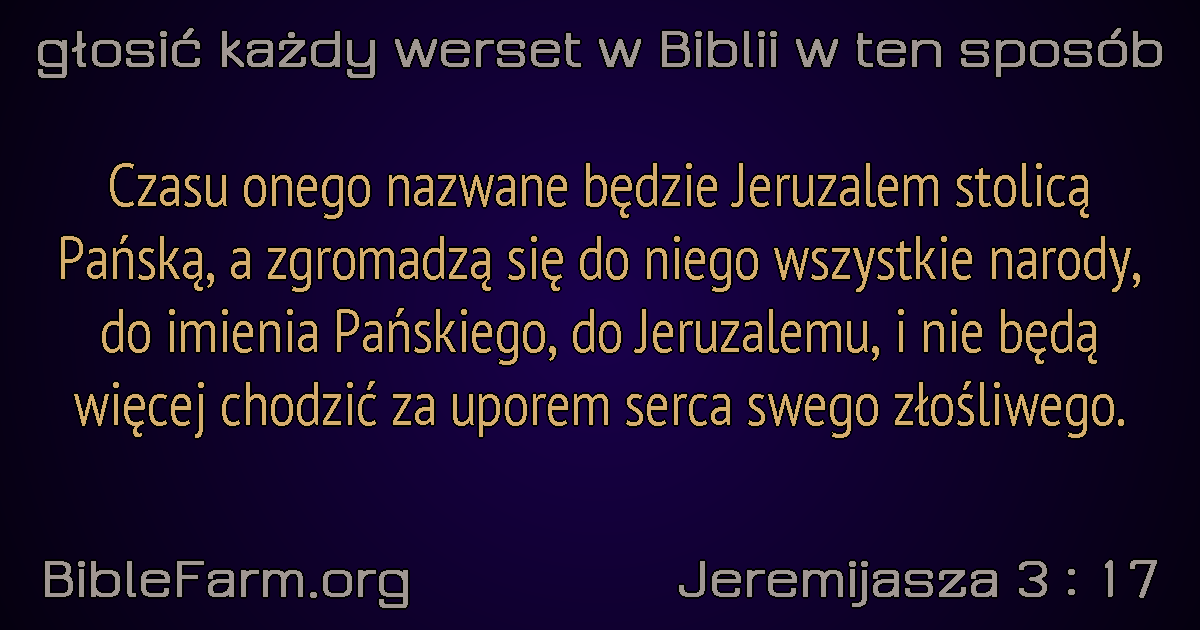 głosić każdy werset w Biblii w ten sposób
Czasu onego nazwane będzie Jeruzalem stolicą
Pańską, a zgromadzą się do niego wszystkie narody,
do imienia Pańskiego, do Jeruzalemu, i nie będą
więcej chodzić za uporem serca swego złośliwego.
BibleFarm.org
Jeremijasza 3 : 17